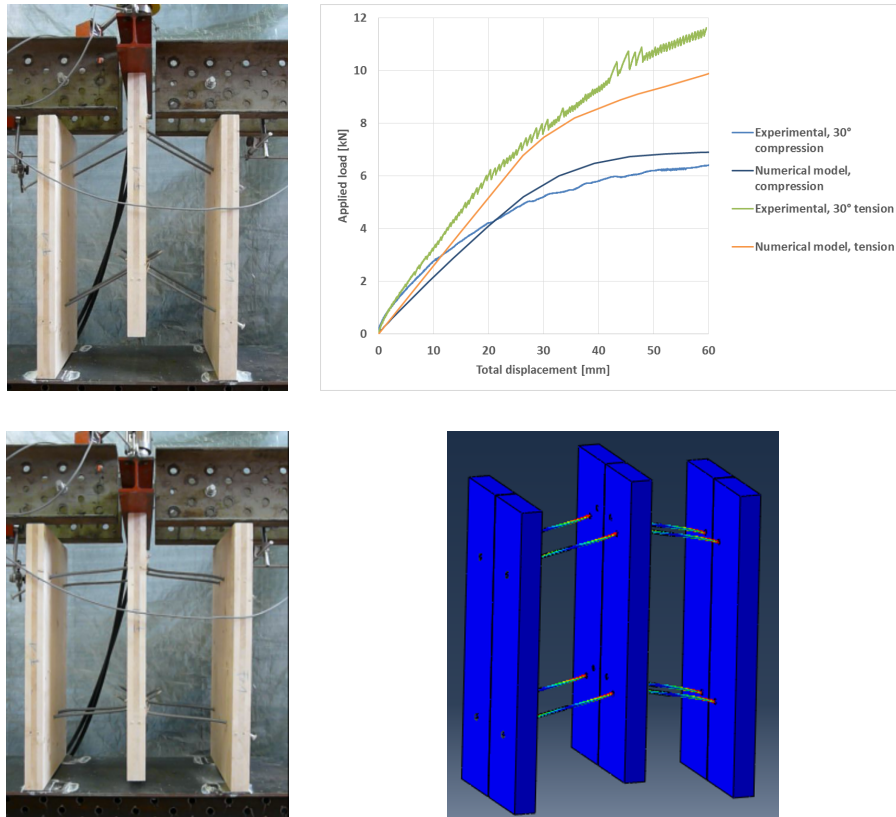 12
10
8
6
4
2
0
Applied load [kN]
0 10 20 30 40 50 60
Total displacement [mm]
Experimental, 30°
compression
Numerical model,
compression
Experimental, 30° tension
Numerical model, tension